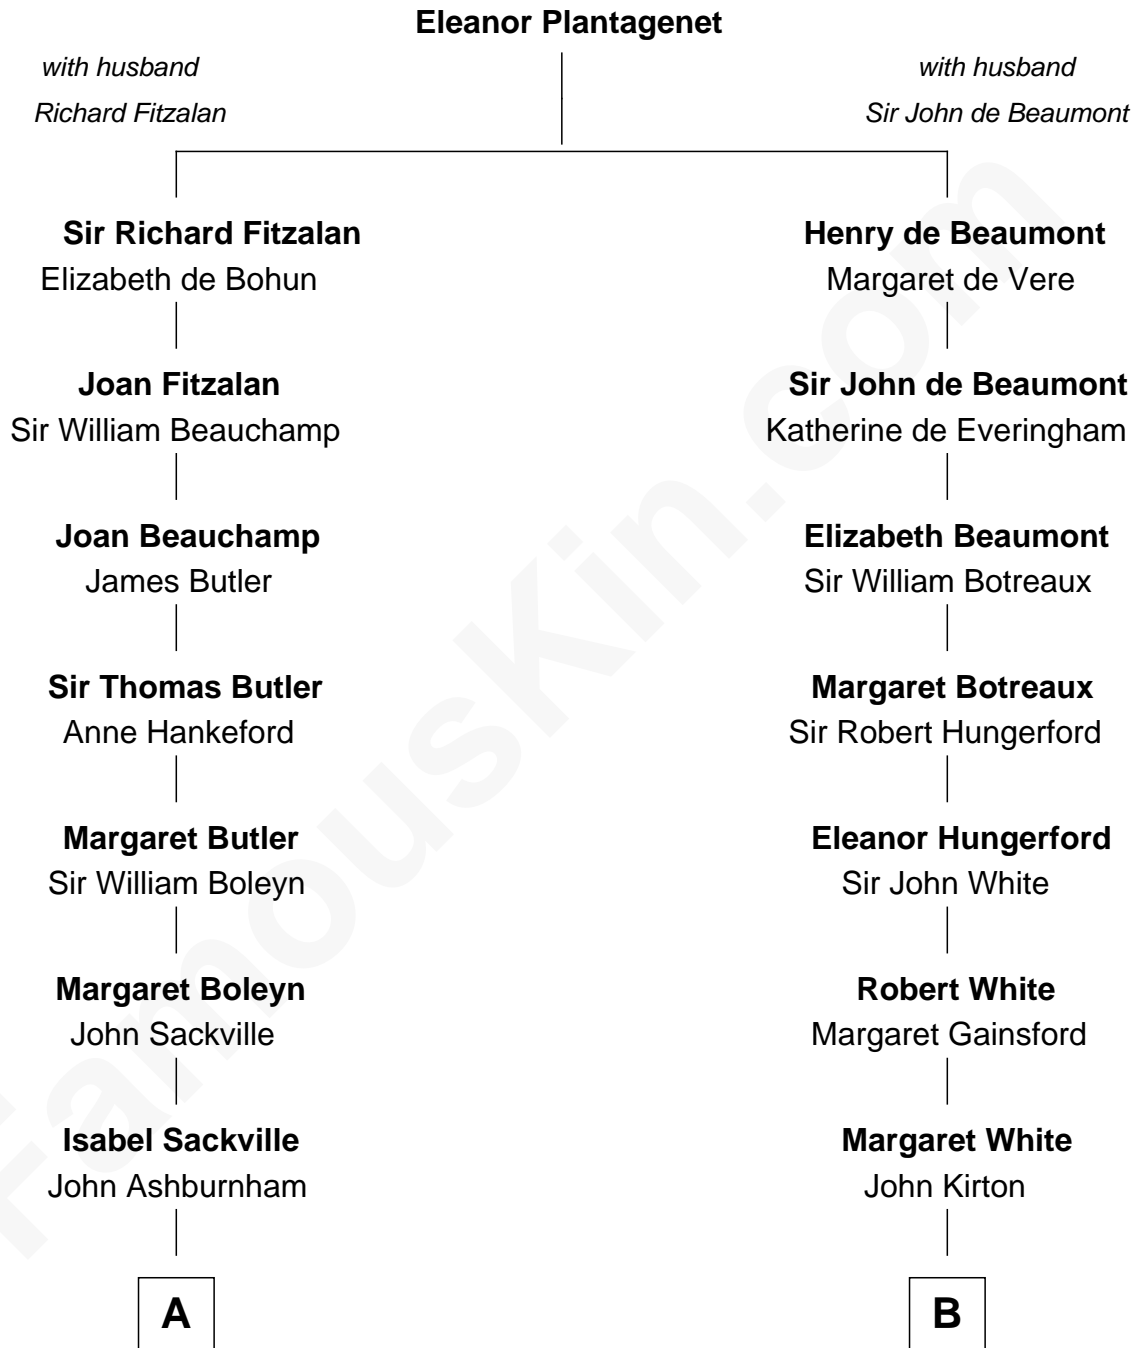 Eleanor Plantagenet
with husband
Richard Fitzalan
with husband
Sir John de Beaumont
Sir Richard Fitzalan
Elizabeth de Bohun
Joan Fitzalan
Sir William Beauchamp
Joan Beauchamp
James Butler
Sir Thomas Butler
Anne Hankeford
Margaret Butler
Sir William Boleyn
Margaret Boleyn
John Sackville
Isabel Sackville
John Ashburnham
A
Henry de Beaumont
Margaret de Vere
Sir John de Beaumont
Katherine de Everingham
Elizabeth Beaumont
Sir William Botreaux
Margaret Botreaux
Sir Robert Hungerford
Eleanor Hungerford
Sir John White
Robert White
Margaret Gainsford
Margaret White
John Kirton
B
FamousKin.com